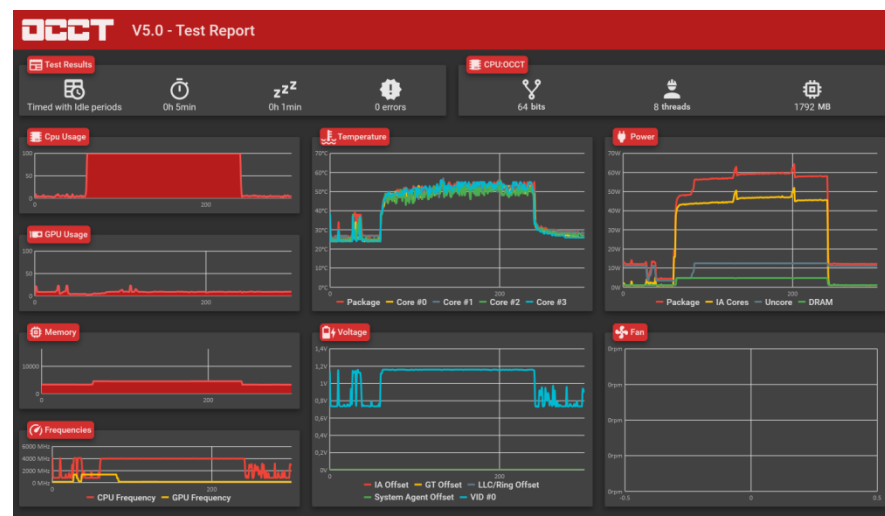 OCCT V5.0 - Test Report
Test Results
Timed with Idle periods
0h 5min
zzz
0h 1min
0 errors
CPU:OCCT
64 bits
8 threads
1792 MB
Cpu Usage
100
50
0
0
200
GPU Usage
100
50
0
0
200
Memory
10000
0
0
200
Frequencies
6000 MHz
4000 MHz
2000 MHz
0 MHz
0
200
CPU Frequency
GPU Frequency
Temperature
70°C
60°C
50°C
40°C
30°C
20°C
10°C
0°C
0
200
Package
Core #0
Core #1
Core #2
Core #3
Voltage
1,4V
1,2V
1V
0,8V
0,6V
0,4V
0,2V
0V
0
200
IA Offset
GT Offset
LLC/Ring Offset
System Agent Offset
VID #0
Power
70W
60W
50W
40W
30W
20W
10W
0W
0
200
Package
IA Cores
Uncore
DRAM
Fan
0rpm
0rpm
0rpm
0rpm
0rpm
-0.5
0
0.5